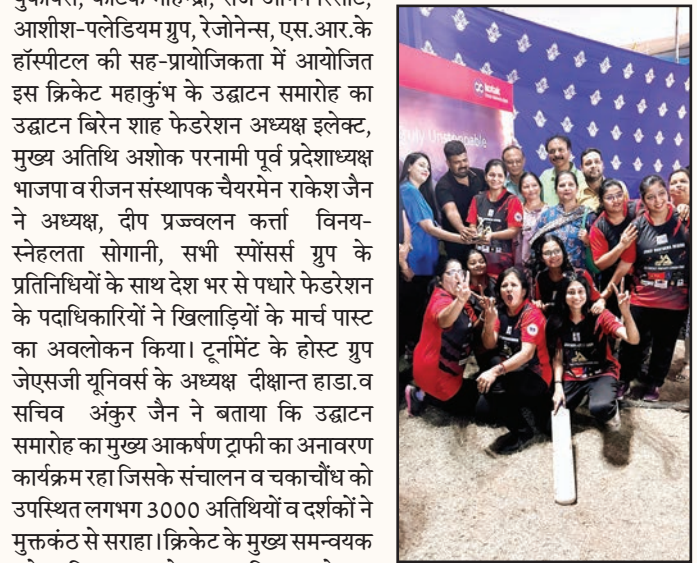 आशीश-पलेडियम ग्रुप, रेजोनेन्स, एस.आर.के
हॉस्पीटल की सह-प्रायोजिकता में आयोजित
इस क्रिकेट महाकुंभ के उद्घाटन समारोह का
उद्घाटन बिरेन शाह फेडरेशन अध्यक्ष इलेक्ट,
मुख्य अतिथि अशोक परनामी पूर्व प्रदेशाध्यक्ष
भाजपा व रीजन संस्थापक चैयरमेन राकेश जैन
ने अध्यक्ष, दीप प्रज्ज्वलन कर्त्ता विनय-
स्नेहलता सोगानी, सभी स्पोंसर्स ग्रुप के
प्रतिनिधियों के साथ देश भर से पधारे फेडरेशन
के पदाधिकारियों ने खिलाड़ियों के मार्च पास्ट
का अवलोकन किया। टूर्नामेंट के होस्ट ग्रुप
जेएसजी यूनिवर्स के अध्यक्ष दीक्षान्त हाडा.व
सचिव अंकुर जैन ने बताया कि उद्घाटन
समारोह का मुख्य आकर्षण ट्राफी का अनावरण
कार्यक्रम रहा जिसके संचालन व चकाचौंध को
उपस्थित लगभग 3000 अतिथियों व दर्शकों ने
मुक्तकंठ से सराहा।क्रिकेट के मुख्य समन्वयक
kotak
Truly Unstoppable